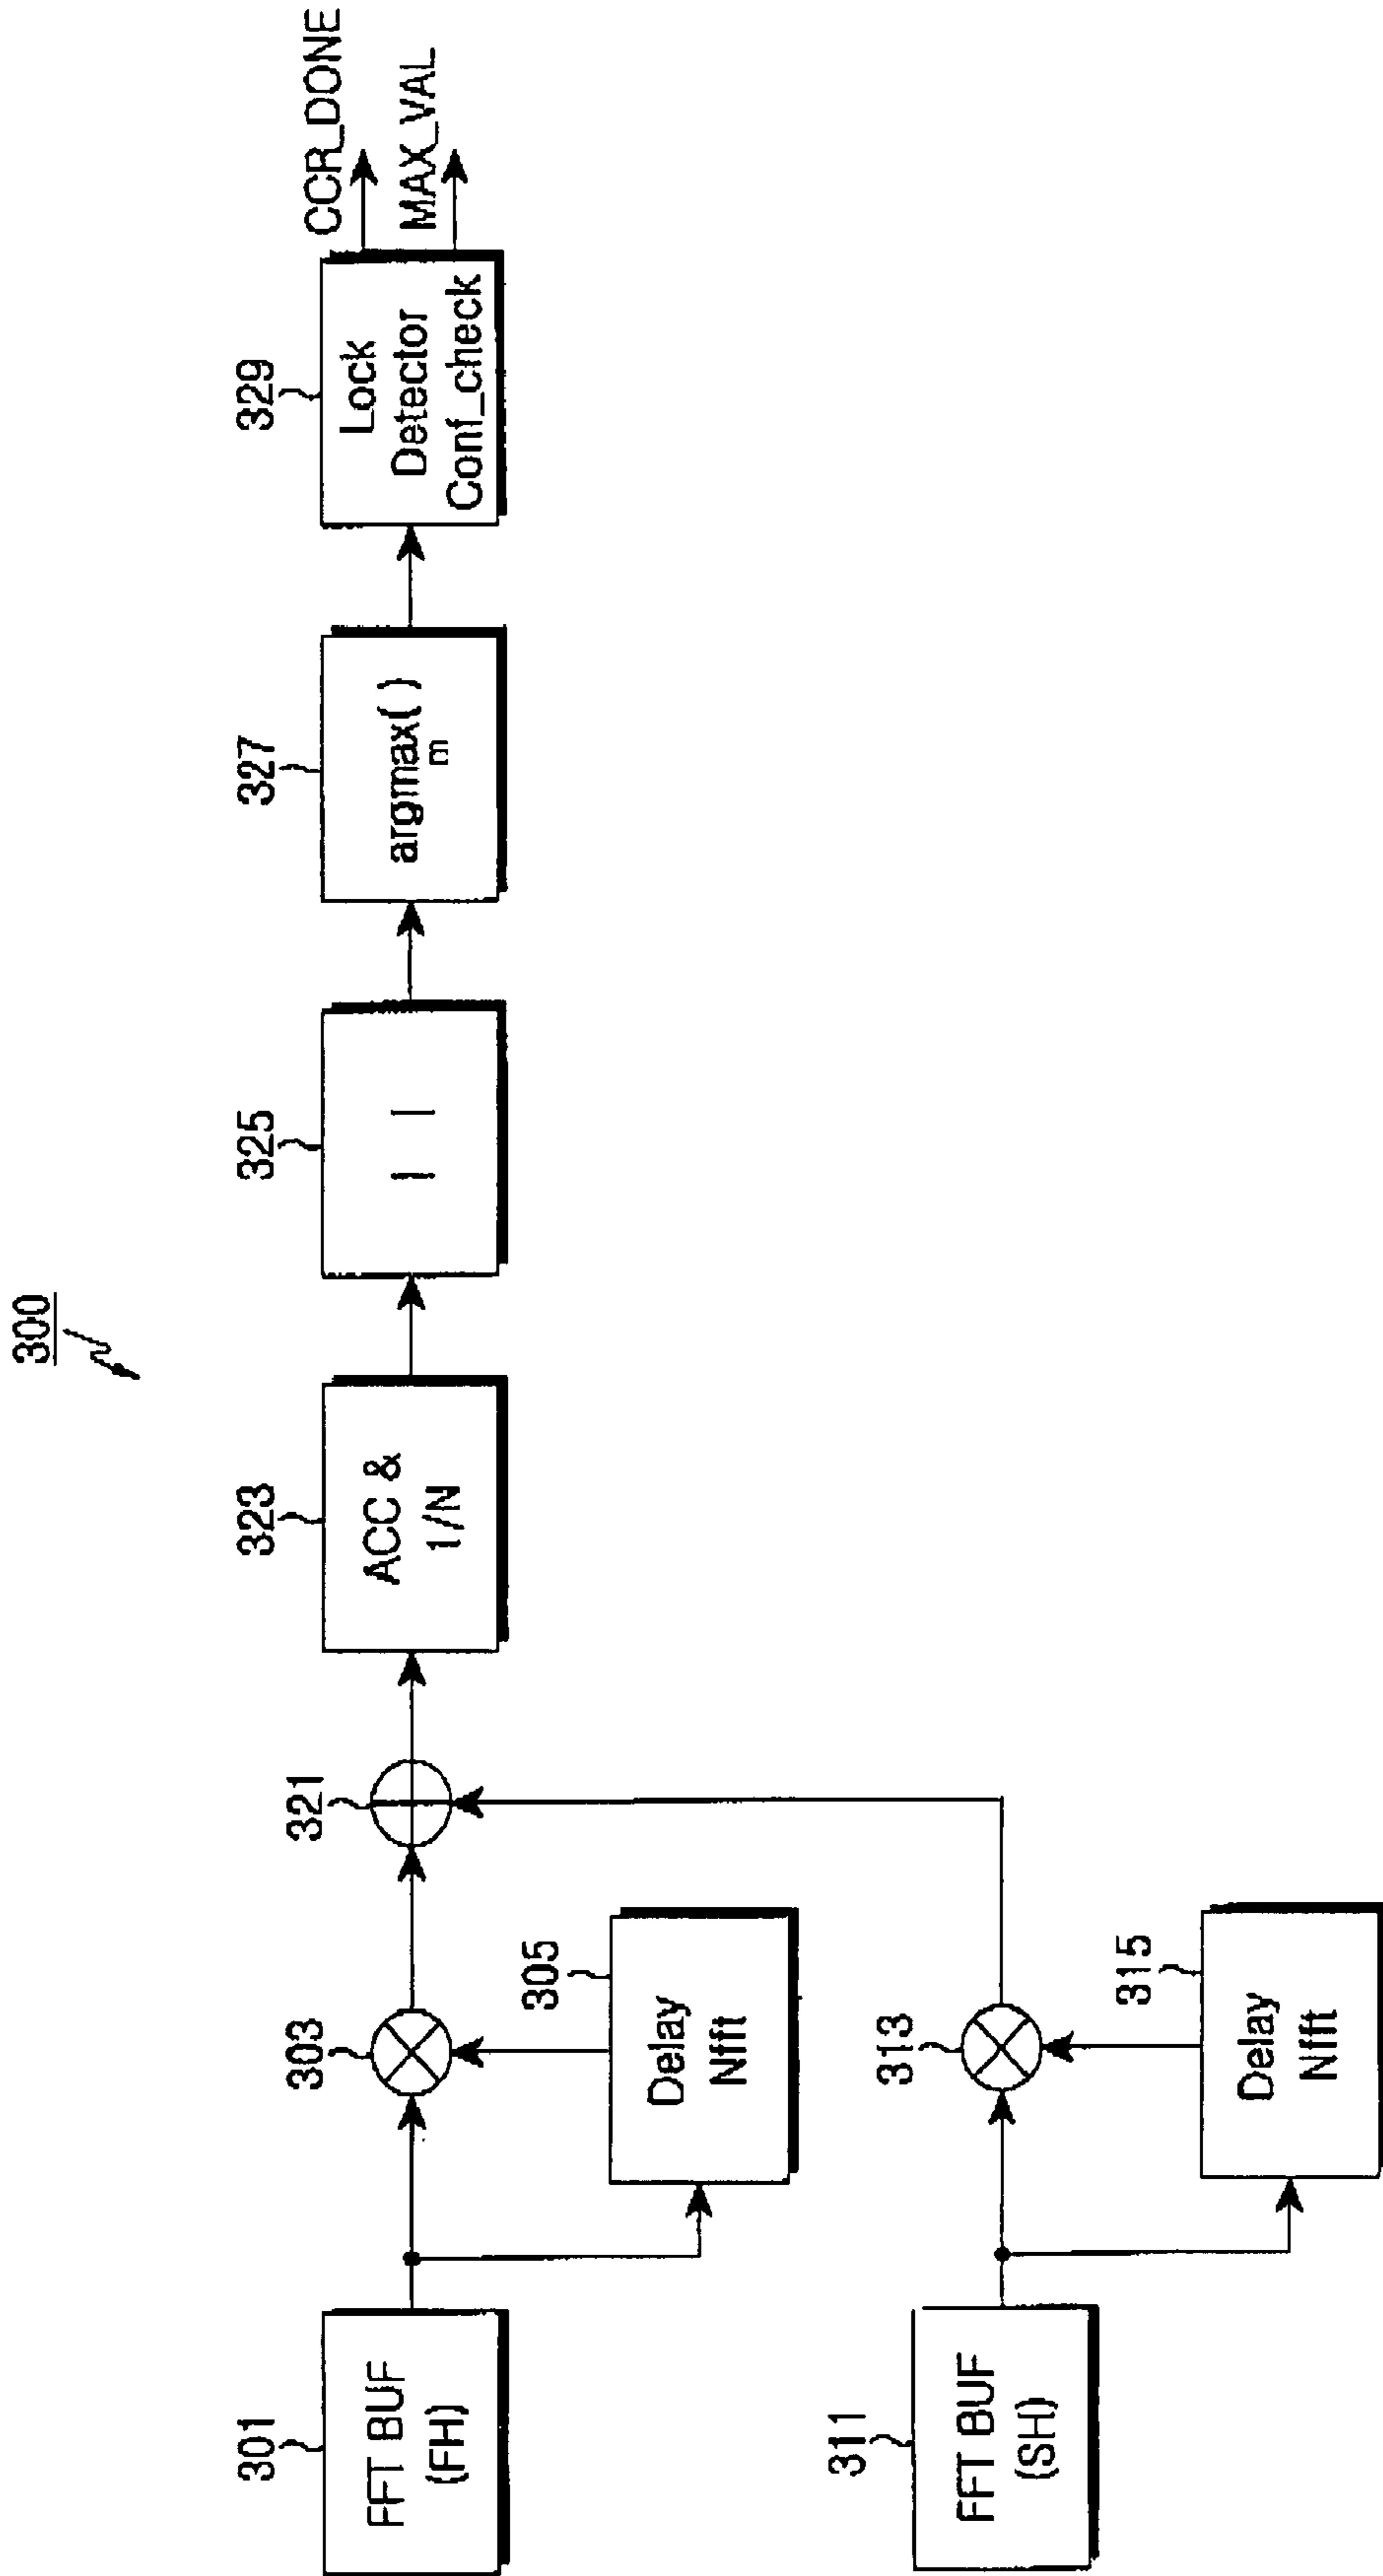 300
301
FFT BUF
(FH)
303
305
Delay
Nfft
321
323
ACC &
1/N
325
| |
327
argmax( )
m
329
Lock
Detector
Conf_check
CCR_DONE
MAX_VAL
311
FFT BUF
(SH)
313
315
Delay
Nfft